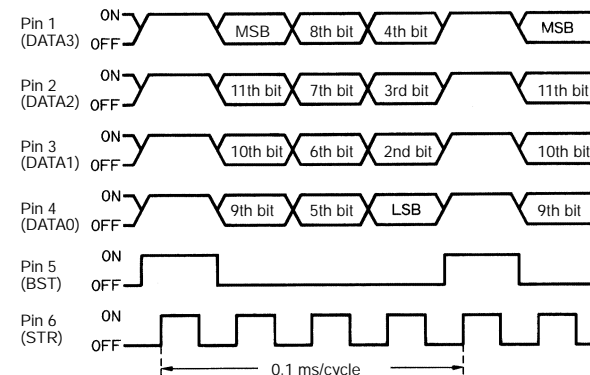 Pin 1 (DATA3) ON OFF MSB 8th bit 4th bit MSB
Pin 2 (DATA2) ON OFF 11th bit 7th bit 3rd bit 11th bit
Pin 3 (DATA1) ON OFF 10th bit 6th bit 2nd bit 10th bit
Pin 4 (DATA0) ON OFF 9th bit 5th bit LSB 9th bit
Pin 5 (BST) ON OFF
Pin 6 (STR) ON OFF
0.1 ms/cycle